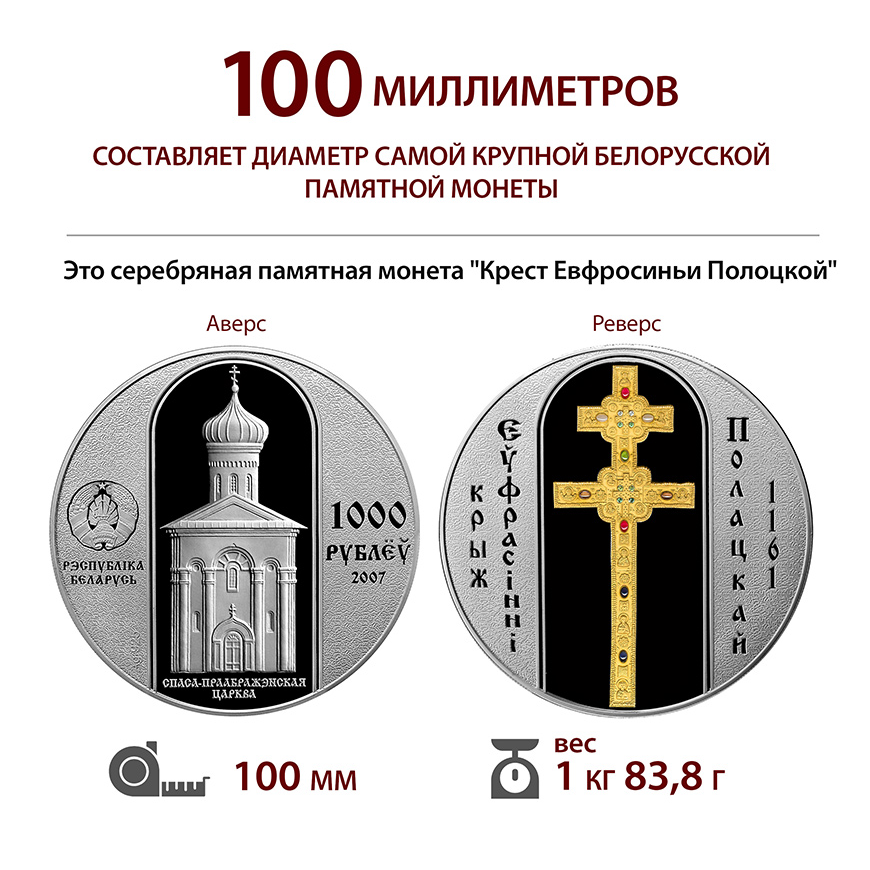 100 МИЛЛИМЕТРОВ
СОСТАВЛЯЕТ ДИАМЕТР САМОЙ КРУПНОЙ БЕЛОРУССКОЙ
ПАМЯТНОЙ МОНЕТЫ
Это серебряная памятная монета "Крест Евфросиньи Полоцкой"
Аверс
РЭСПУБЛІКА
БЕЛАРУСЬ
1000
РУБЛЁЎ
2007
СПАСА-ПРААБРАЖЭНСКАЯ
ЦАРКВА
Реверс
КРЫЖ
ЕЎФРАСІННІ
ПОЛАЦКАЙ
1161
100 мм
вес
1 кг 83,8 г